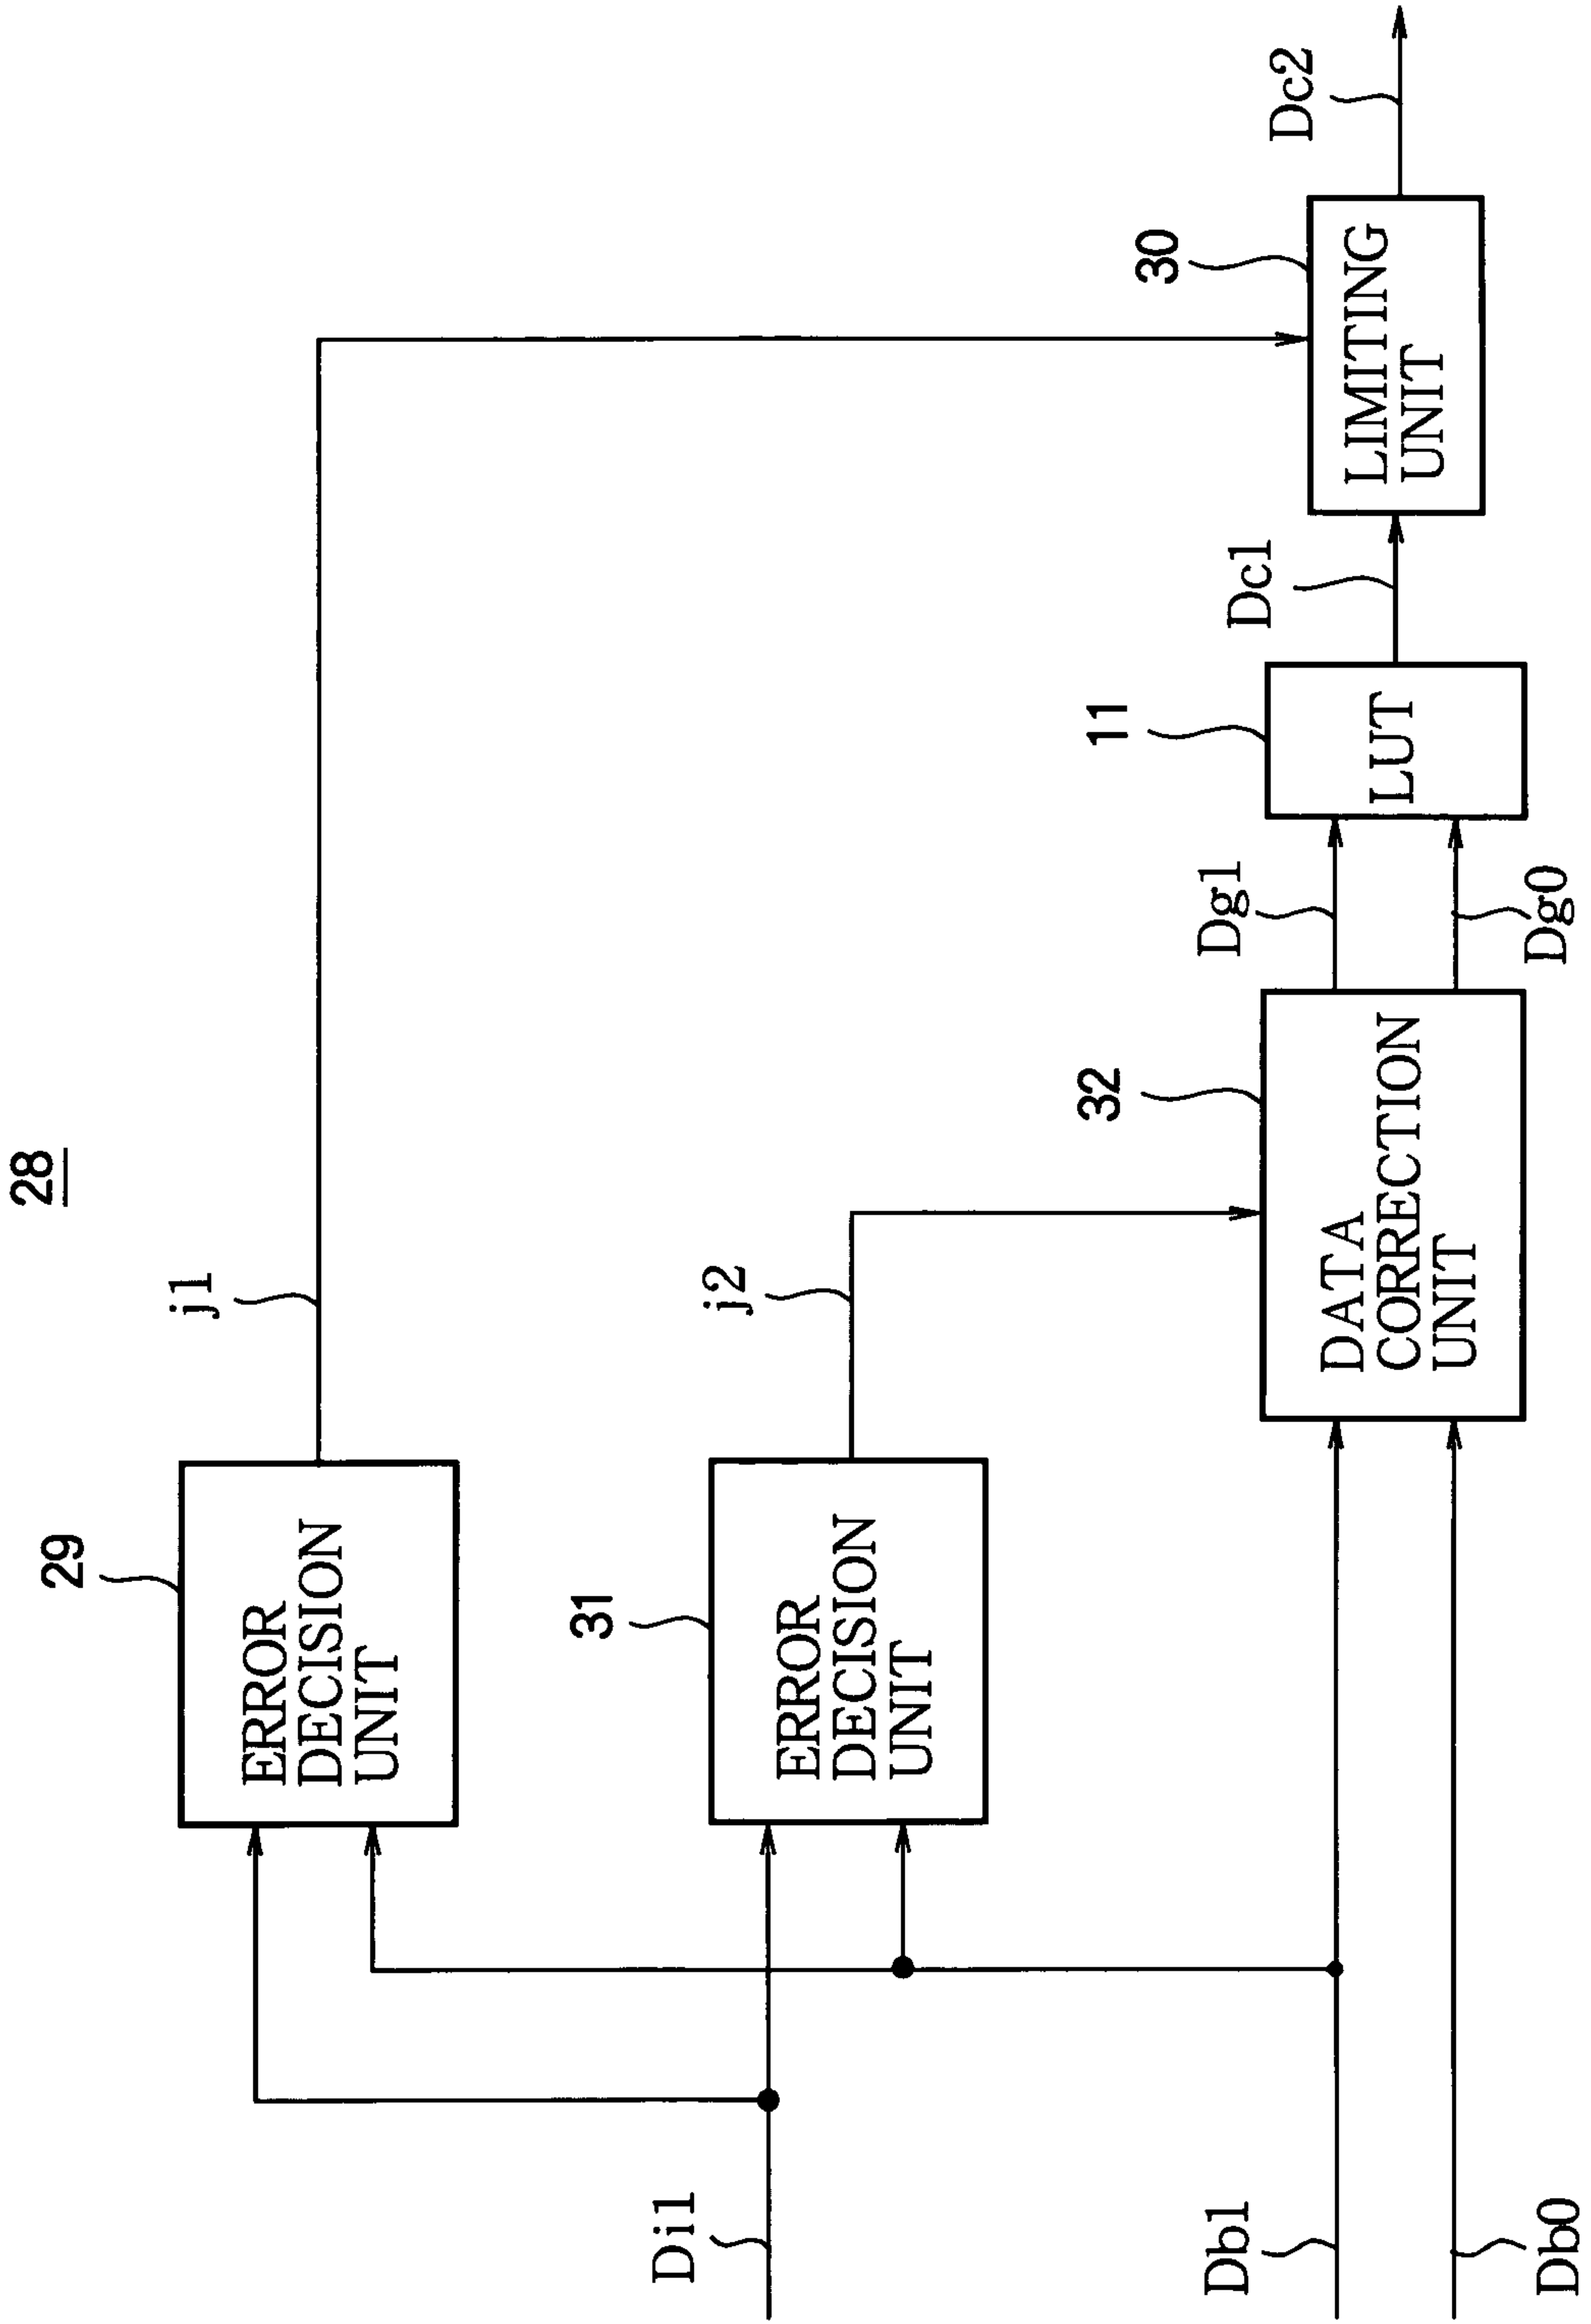 28
29
ERROR
DECISION
UNIT
j1
31
ERROR
DECISION
UNIT
j2
Di1
30
LIMITING
UNIT
Dc2
32
DATA
CORRECTION
UNIT
Dg1
Dg0
11
LUT
Dc1
Db1
Db0